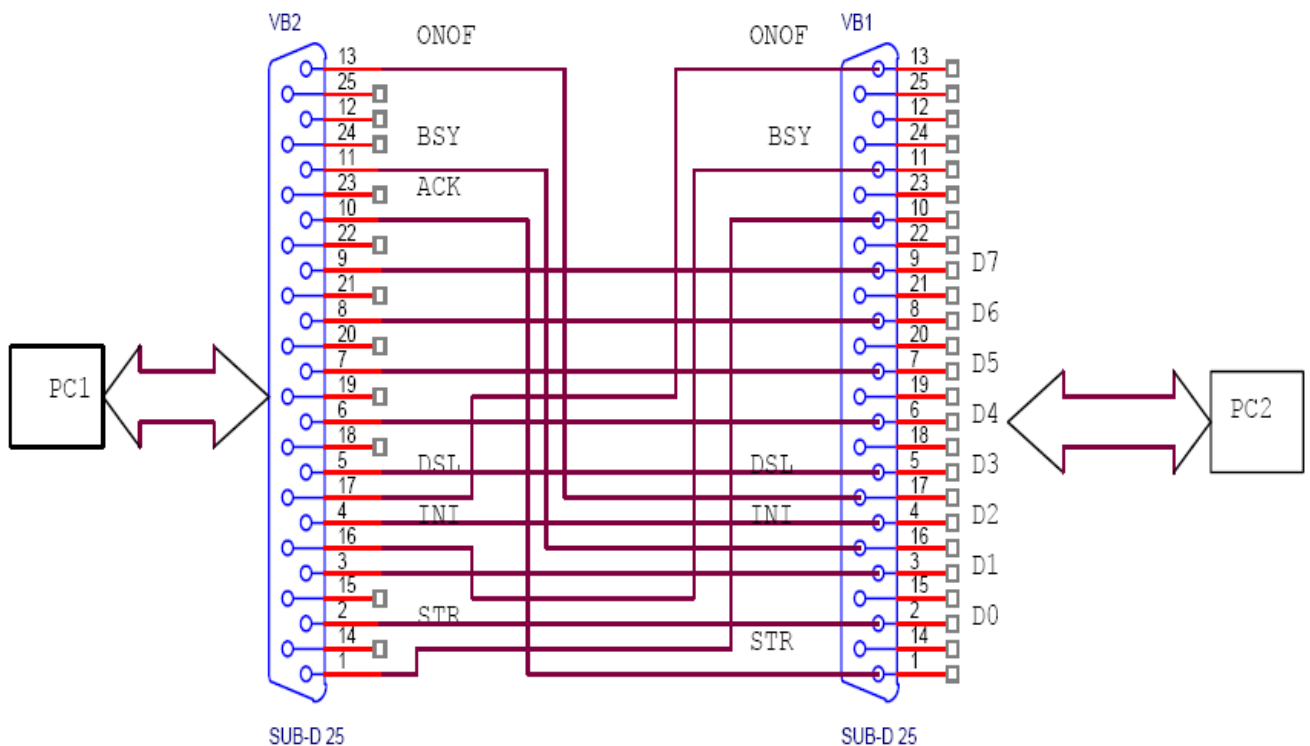 VB2
VB1
ONOF
ONOF
13
13
25
25
12
12
24
24
BSY
BSY
11
11
23
23
ACK
10
10
22
22
9
9
D7
21
21
8
8
D6
20
20
7
7
D5
19
19
PC1
PC2
6
6
D4
18
18
5
5
DSL
DSL
D3
17
17
4
4
INI
INI
D2
16
16
3
3
D1
15
15
2
2
STR
D0
14
14
STR
1
1
SUB-D 25
SUB-D 25